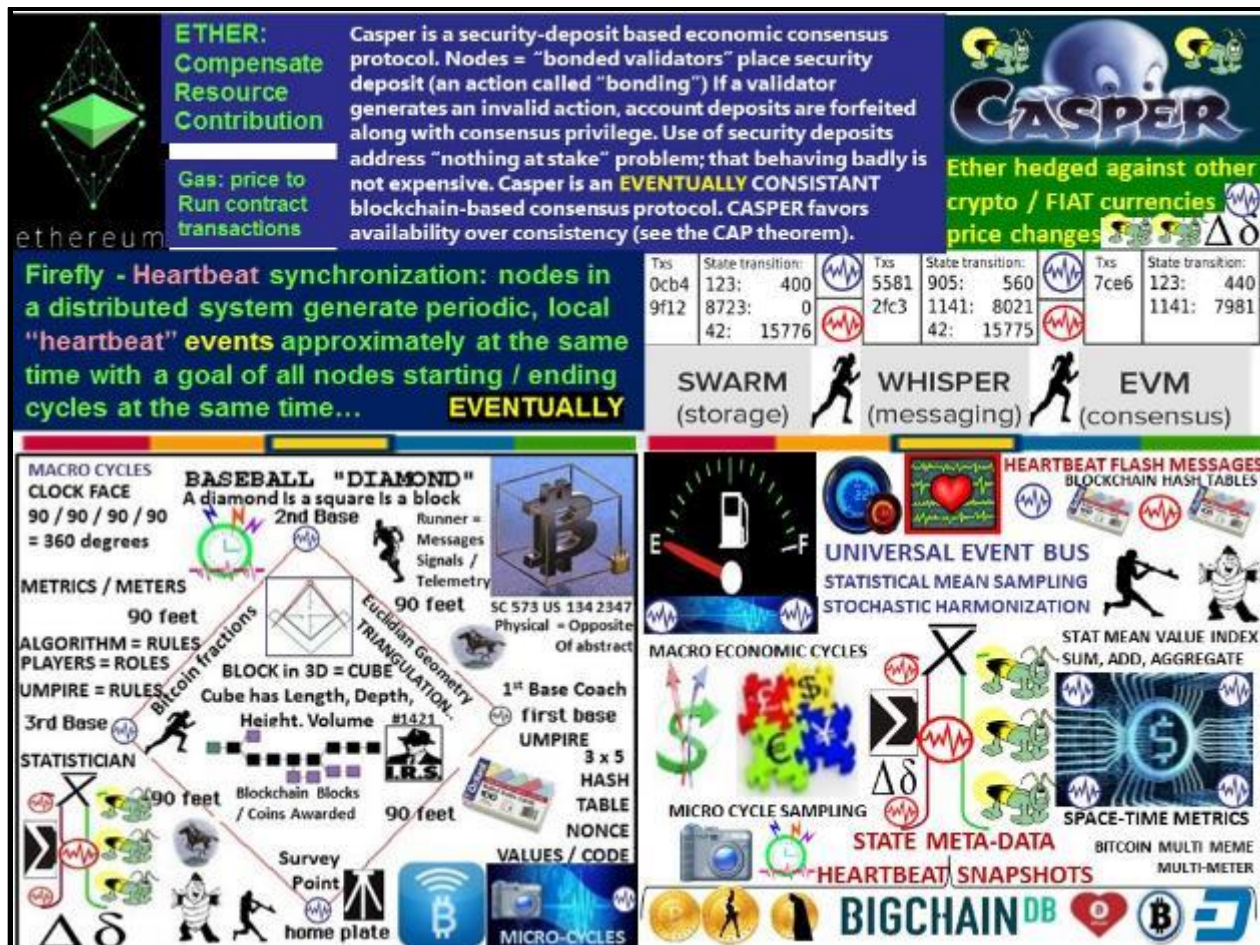 ETHER:
Compensate
Resource
Contribution
Gas: price to
Run contract
transactions
ethereum
Casper is a security-deposit based economic consensus
protocol. Nodes = “bonded validators” place security
deposit (an action called “bonding”) If a validator
generates an invalid action, account deposits are forfeited
along with consensus privilege. Use of security deposits
address “nothing at stake” problem; that behaving badly is
not expensive. Casper is an EVENTUALLY CONSISTANT
blockchain-based consensus protocol. CASPER favors
availability over consistency (see the CAP theorem).
CASPER
Ether hedged against other
crypto / FIAT currencies
price changes Δ δ
Firefly - Heartbeat synchronization: nodes in
a distributed system generate periodic, local
“heartbeat” events approximately at the same
time with a goal of all nodes starting / ending
cycles at the same time... EVENTUALLY
Txs
0cb4
9f12
State transition:
123: 400
8723: 0
42: 15776
Txs
5581
2fc3
State transition:
905: 560
1141: 8021
42: 15775
Txs
7ce6
State transition:
123: 440
1141: 7981
SWARM
(storage)
WHISPER
(messaging)
EVM
(consensus)
MACRO CYCLES
CLOCK FACE
90 / 90 / 90 / 90
= 360 degrees
METRICS / METERS
90 feet
ALGORITHM = RULES
PLAYERS = ROLES
UMPIRE = RULES
3rd Base
STATISTICIAN
BASEBALL "DIAMOND"
A diamond Is a square Is a block
2nd Base
N N N
Runner =
Messages
Signals /
Telemetry
90 feet
SC 573 US 134 2347
Physical = Opposite
Of abstract
Bitcoin fractions
Euclidian Geometry
TRIANGULATION..
BLOCK in 3D = CUBE
Cube has Length, Depth,
Height. Volume
#1421
I.R.S.
1st Base Coach
first base
UMPIRE
3 x 5
HASH
TABLE
NONCE
VALUES / CODE
Blockchain Blocks
/ Coins Awarded
90 feet
90 feet
X
Σ
Δ δ
Survey
Point
home plate
MICRO-CYCLES
E
F
HEARTBEAT FLASH MESSAGES
BLOCKCHAIN HASH TABLES
UNIVERSAL EVENT BUS
STATISTICAL MEAN SAMPLING
STOCHASTIC HARMONIZATION
MACRO ECONOMIC CYCLES
$
£
$
€
¥
X
Σ
Δδ
STAT MEAN VALUE INDEX
SUM, ADD, AGGREGATE
$
MICRO CYCLE SAMPLING
N N N
SPACE-TIME METRICS
STATE META-DATA
HEARTBEAT SNAPSHOTS
BITCOIN MULTI MEME
MULTI-METER
BIGCHAIN DB